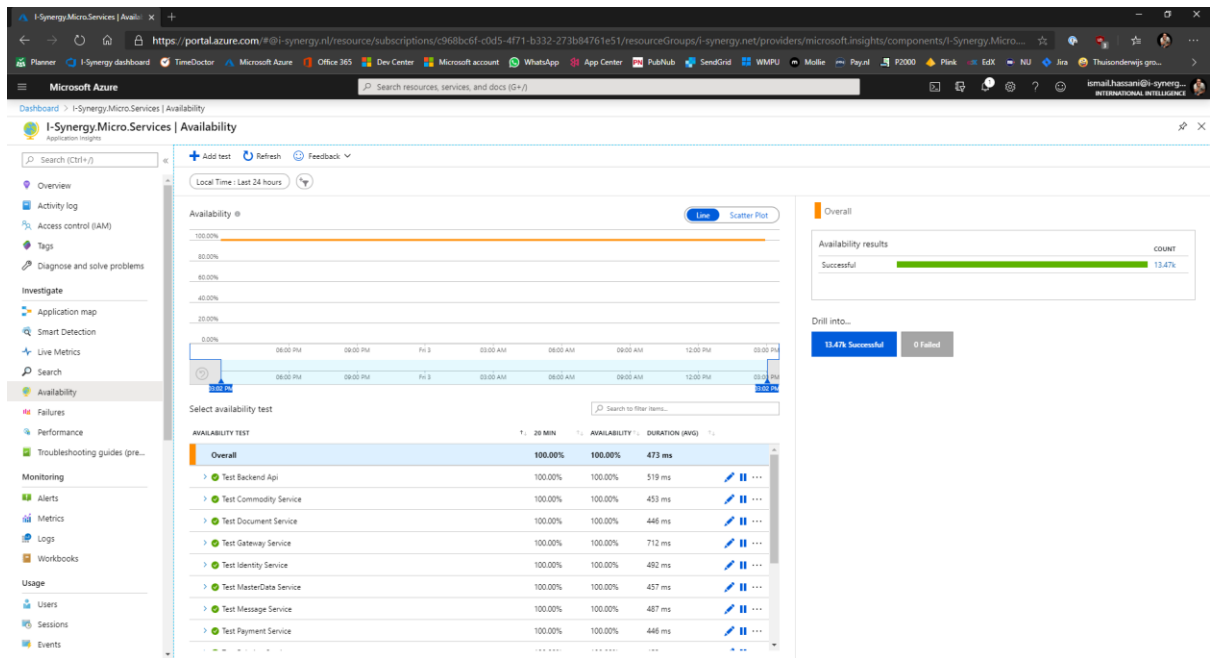 I-Synergy.Micro.Services | Availab
https://portal.azure.com/#@i-synergy.nl/resource/subscriptions/c968bc6f-c0d5-4f71-b332-273b84761e51/resourceGroups/i-synergy.net/providers/microsoft.insights/components/I-Synergy.Micro....
Planner I-Synergy dashboard TimeDoctor Microsoft Azure Office 365 Dev Center Microsoft account WhatsApp App Center PubNub SendGrid WMPU Mollie Pay.nl P2000 Plink EdX NU Jira Thuisonderwijs gro...
Microsoft Azure
Search resources, services, and docs (G+/)
ismail.hassani@i-synerg...
INTERNATIONAL INTELLIGENCE
Dashboard > I-Synergy.Micro.Services | Availability
I-Synergy.Micro.Services | Availability
Application Insights
Search (Ctrl+/)
Overview
Activity log
Access control (IAM)
Tags
Diagnose and solve problems
Investigate
Application map
Smart Detection
Live Metrics
Search
Availability
Failures
Performance
Troubleshooting guides (pre...
Monitoring
Alerts
Metrics
Logs
Workbooks
Usage
Users
Sessions
Events
Add test Refresh Feedback
Local Time : Last 24 hours
Availability
Line Scatter Plot
100.00%
80.00%
60.00%
40.00%
20.00%
0.00%
06:00 PM 09:00 PM Fri 3 03:00 AM 06:00 AM 09:00 AM 12:00 PM 03:00 PM
06:00 PM 09:00 PM Fri 3 03:00 AM 06:00 AM 09:00 AM 12:00 PM 03:00 PM
03:02 PM 03:02 PM
Select availability test
Search to filter items...
AVAILABILITY TEST 20 MIN AVAILABILITY DURATION (AVG)
Overall 100.00% 100.00% 473 ms
Test Backend Api 100.00% 100.00% 519 ms
Test Commodity Service 100.00% 100.00% 453 ms
Test Document Service 100.00% 100.00% 446 ms
Test Gateway Service 100.00% 100.00% 712 ms
Test Identity Service 100.00% 100.00% 492 ms
Test MasterData Service 100.00% 100.00% 457 ms
Test Message Service 100.00% 100.00% 487 ms
Test Payment Service 100.00% 100.00% 446 ms
Overall
Availability results
COUNT
Successful 13.47k
Drill into...
13.47k Successful 0 Failed